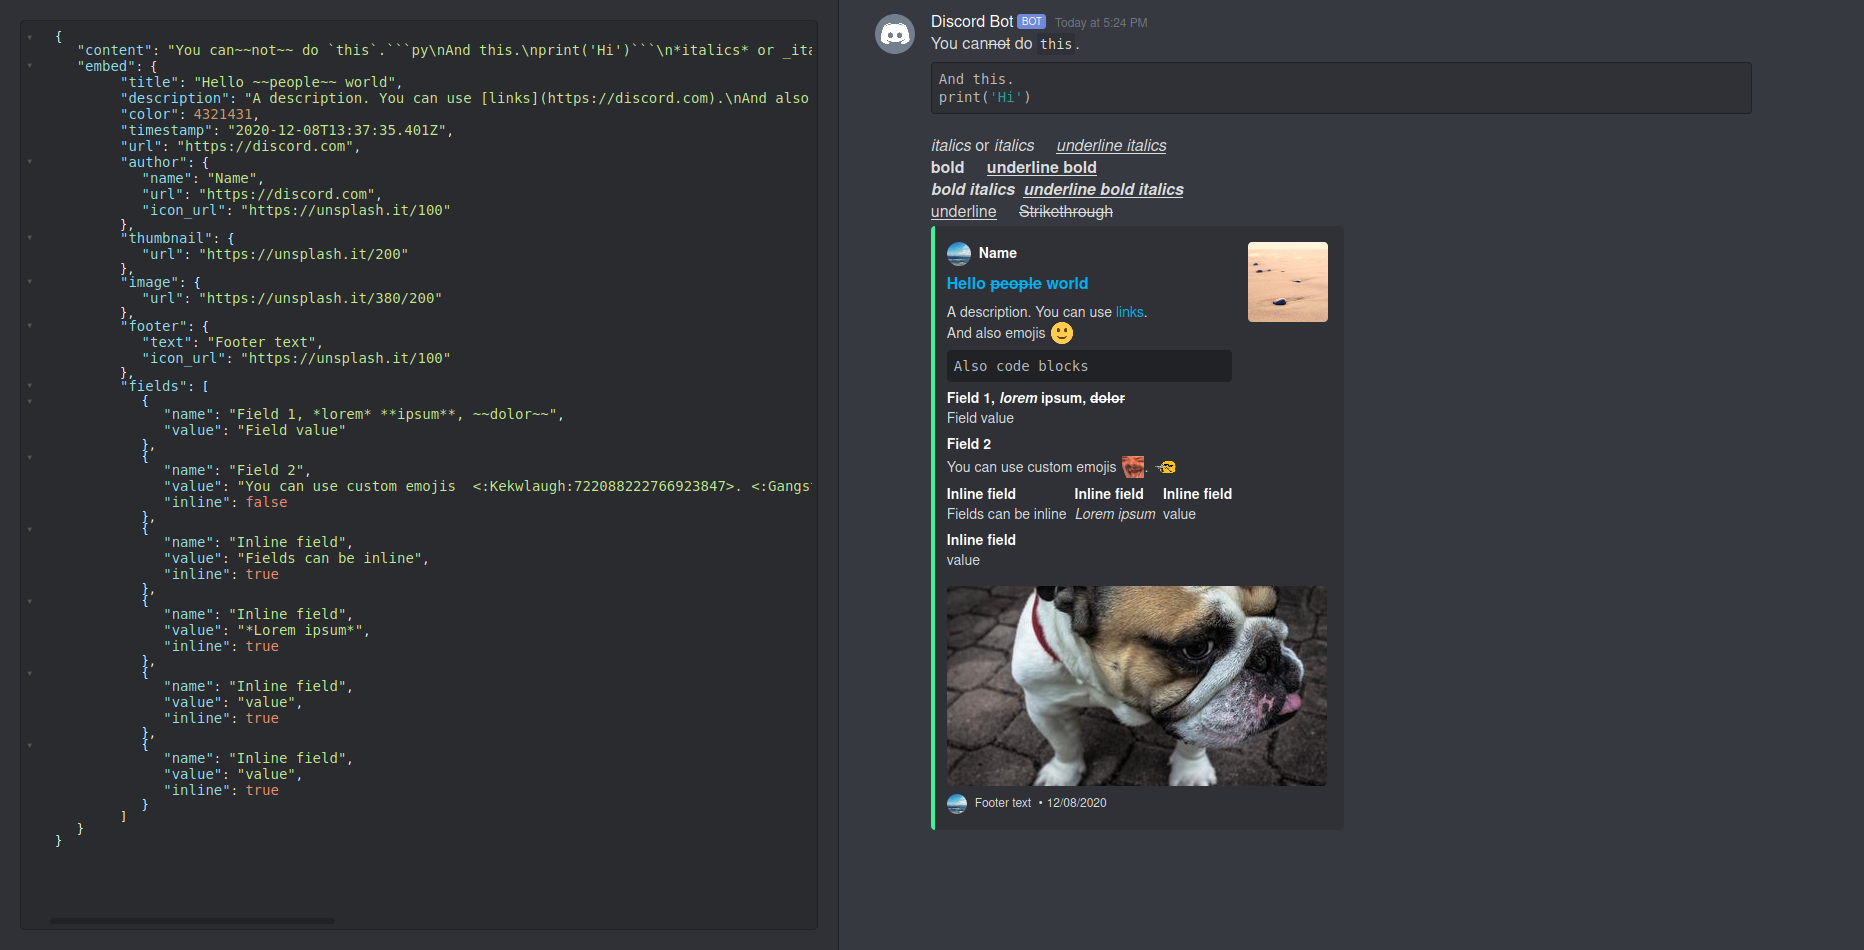 {
"content": "You can~~not~~ do `this`.```py\nAnd this.\nprint('Hi')```\n*italics* or _ita
"embed": {
"title": "Hello ~~people~~ world",
"description": "A description. You can use [links](https://discord.com).\nAnd also
"color": 4321431,
"timestamp": "2020-12-08T13:37:35.401Z",
"url": "https://discord.com",
"author": {
"name": "Name",
"url": "https://discord.com",
"icon_url": "https://unsplash.it/100"
},
"thumbnail": {
"url": "https://unsplash.it/200"
},
"image": {
"url": "https://unsplash.it/380/200"
},
"footer": {
"text": "Footer text",
"icon_url": "https://unsplash.it/100"
},
"fields": [
{
"name": "Field 1, *lorem* **ipsum**, ~~dolor~~",
"value": "Field value"
},
{
"name": "Field 2",
"value": "You can use custom emojis  <:Kekwlaugh:722088222766923847>. <:Gangs
"inline": false
},
{
"name": "Inline field",
"value": "Fields can be inline",
"inline": true
},
{
"name": "Inline field",
"value": "*Lorem ipsum*",
"inline": true
},
{
"name": "Inline field",
"value": "value",
"inline": true
},
{
"name": "Inline field",
"value": "value",
"inline": true
}
]
}
}
Discord Bot BOT Today at 5:24 PM
You cannot do this.
And this.
print('Hi')
italics or italics underline italics
bold underline bold
bold italics underline bold italics
underline Strikethrough
Name
Hello people world
A description. You can use links.
And also emojis 🙂
Also code blocks
Field 1, lorem ipsum, dolor
Field value
Field 2
You can use custom emojis .
Inline field Inline field Inline field
Fields can be inline Lorem ipsum value
Inline field
value
Footer text • 12/08/2020